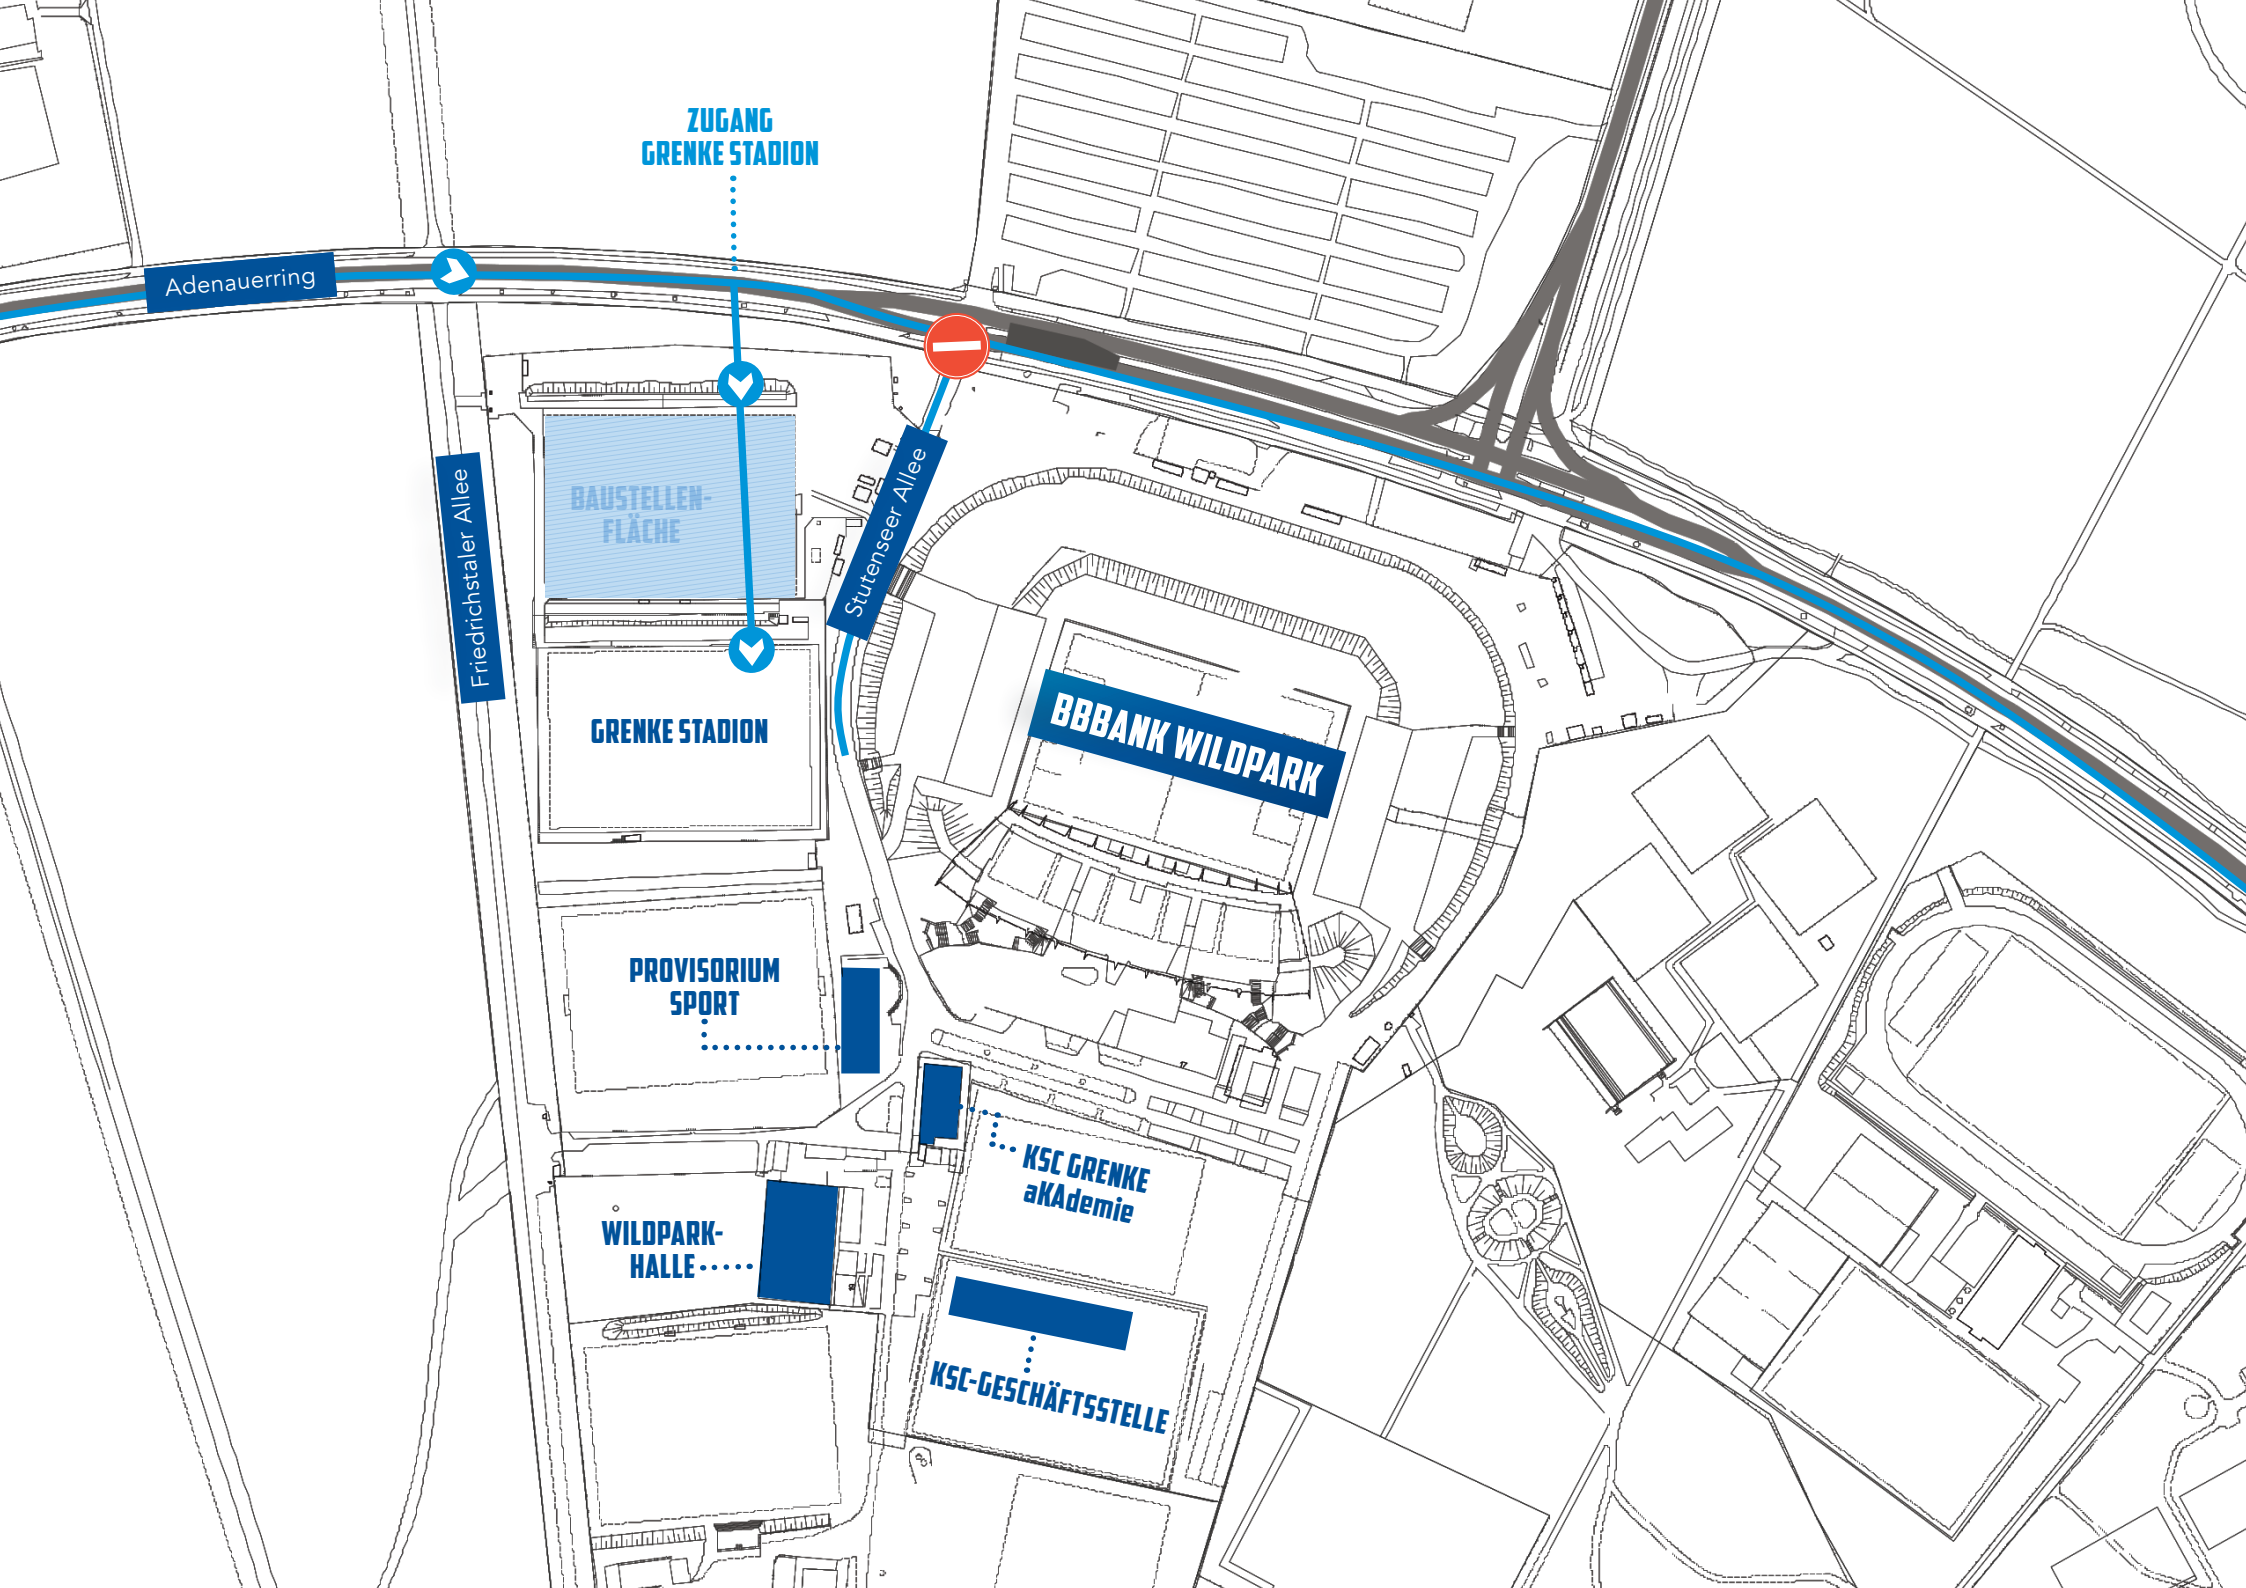 ZUGANG
GRENKE STADION
Adenauerring
BAUSTELLEN-
FLÄCHE
Stutenseer Allee
Friedrichstaler Allee
GRENKE STADION
BBBANK WILDPARK
PROVISORIUM
SPORT
KSC GRENKE
aKAdemie
WILDPARK-
HALLE
KSC-GESCHÄFTSSTELLE